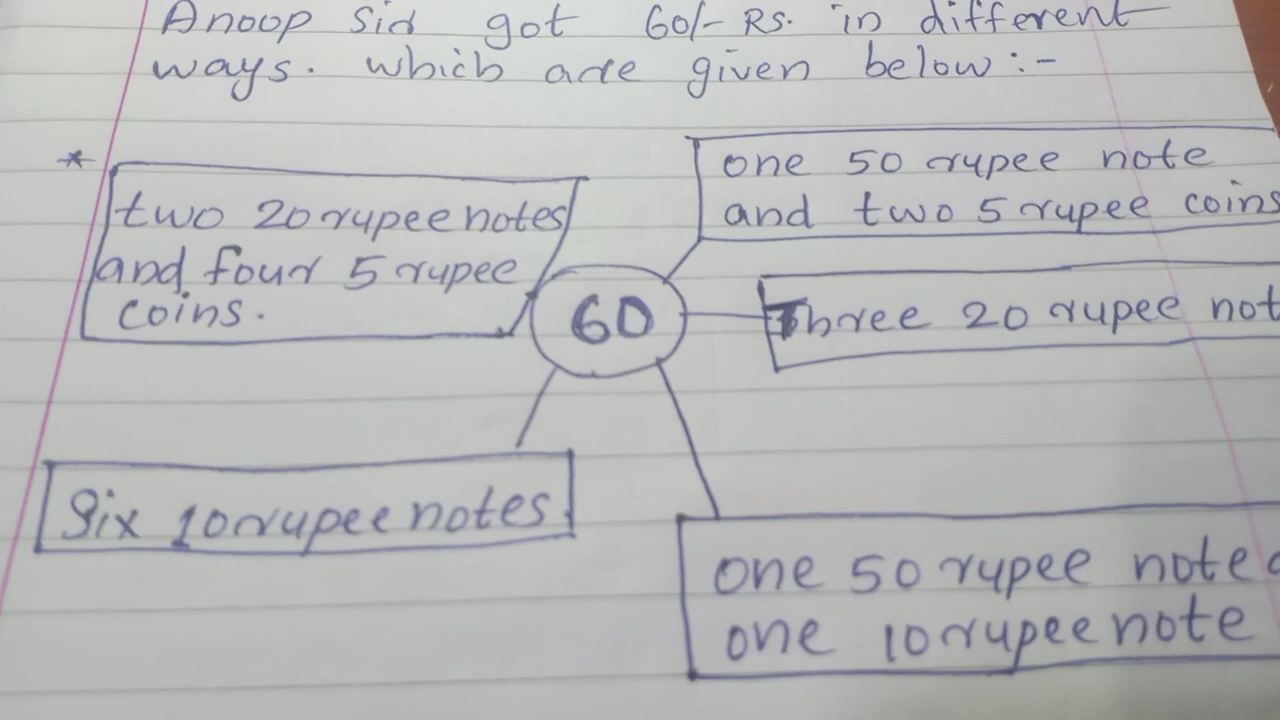 Anoop Sir got 60/- Rs. in different
ways. which are given below :-
* two 20 rupee notes
and four 5 rupee
coins.
one 50 rupee note
and two 5 rupee coins
60
Three 20 rupee not
Six 10 rupee notes
one 50 rupee note
one 10 rupee note